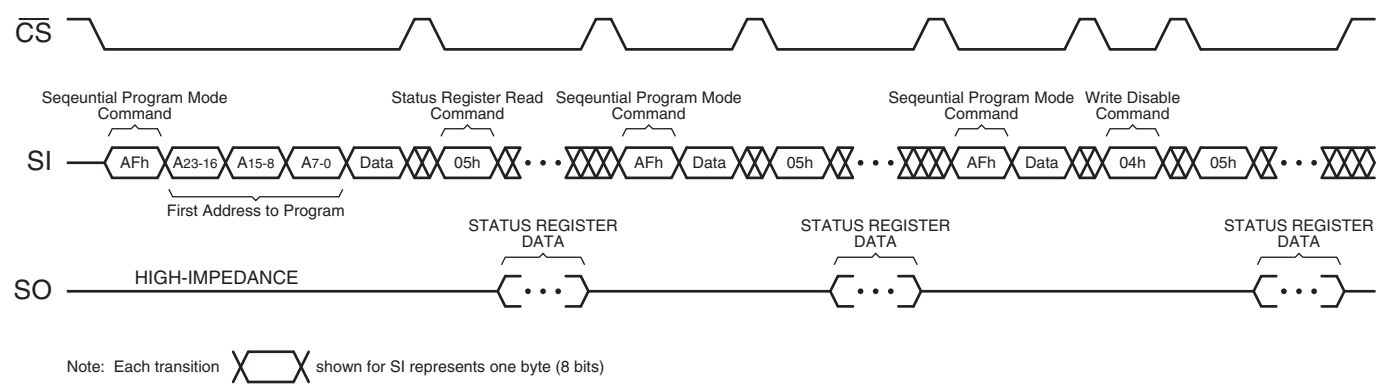 CS
Seqeuntial Program Mode
Command
Status Register Read
Command
Seqeuntial Program Mode
Command
Seqeuntial Program Mode
Command
Write Disable
Command
SI
AFh
A23-16
A15-8
A7-0
Data
05h
AFh
Data
05h
AFh
Data
04h
05h
First Address to Program
STATUS REGISTER
DATA
STATUS REGISTER
DATA
STATUS REGISTER
DATA
SO
HIGH-IMPEDANCE
Note: Each transition shown for SI represents one byte (8 bits)